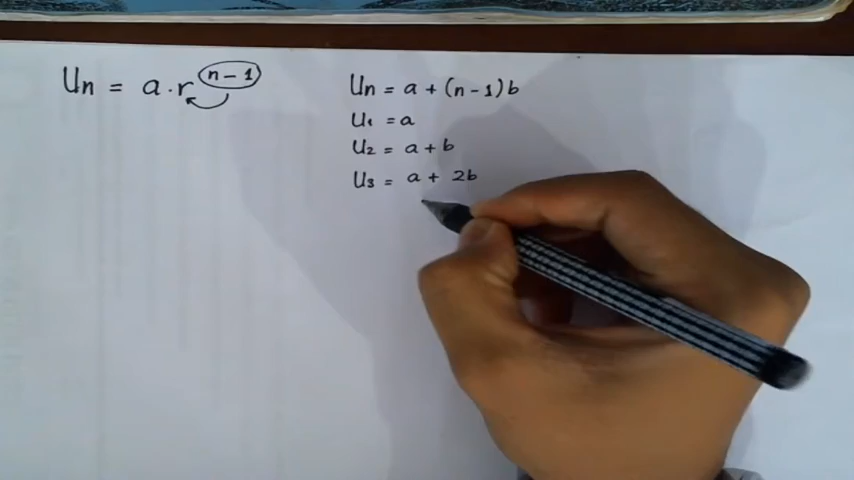 Un = a . r^(n-1)
Un = a + (n-1)b
U1 = a
U2 = a + b
U3 = a + 2b